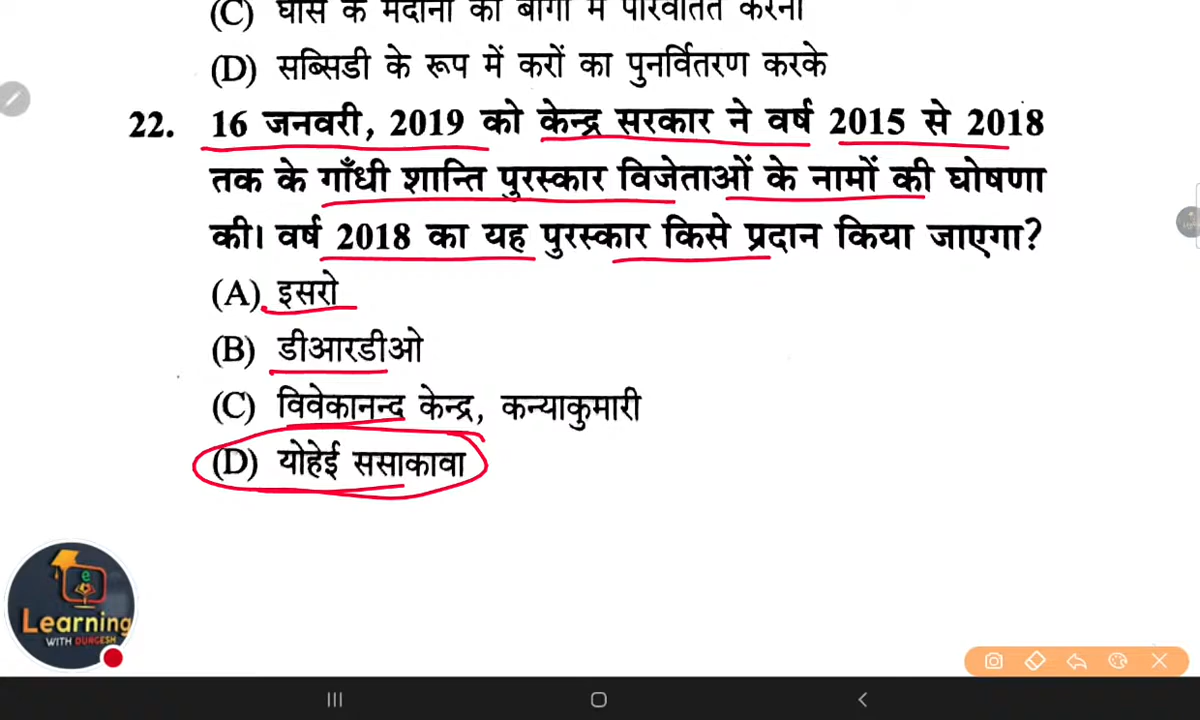 (C) घास के मैदानों को बागों में परिवर्तित करना
(D) सब्सिडी के रूप में करों का पुनर्वितरण करके
22. 16 जनवरी, 2019 को केन्द्र सरकार ने वर्ष 2015 से 2018
तक के गाँधी शान्ति पुरस्कार विजेताओं के नामों की घोषणा
की। वर्ष 2018 का यह पुरस्कार किसे प्रदान किया जाएगा?
(A) इसरो
(B) डीआरडीओ
(C) विवेकानन्द केन्द्र, कन्याकुमारी
(D) योहेई ससाकावा
e
Learning
WITH DURGESH